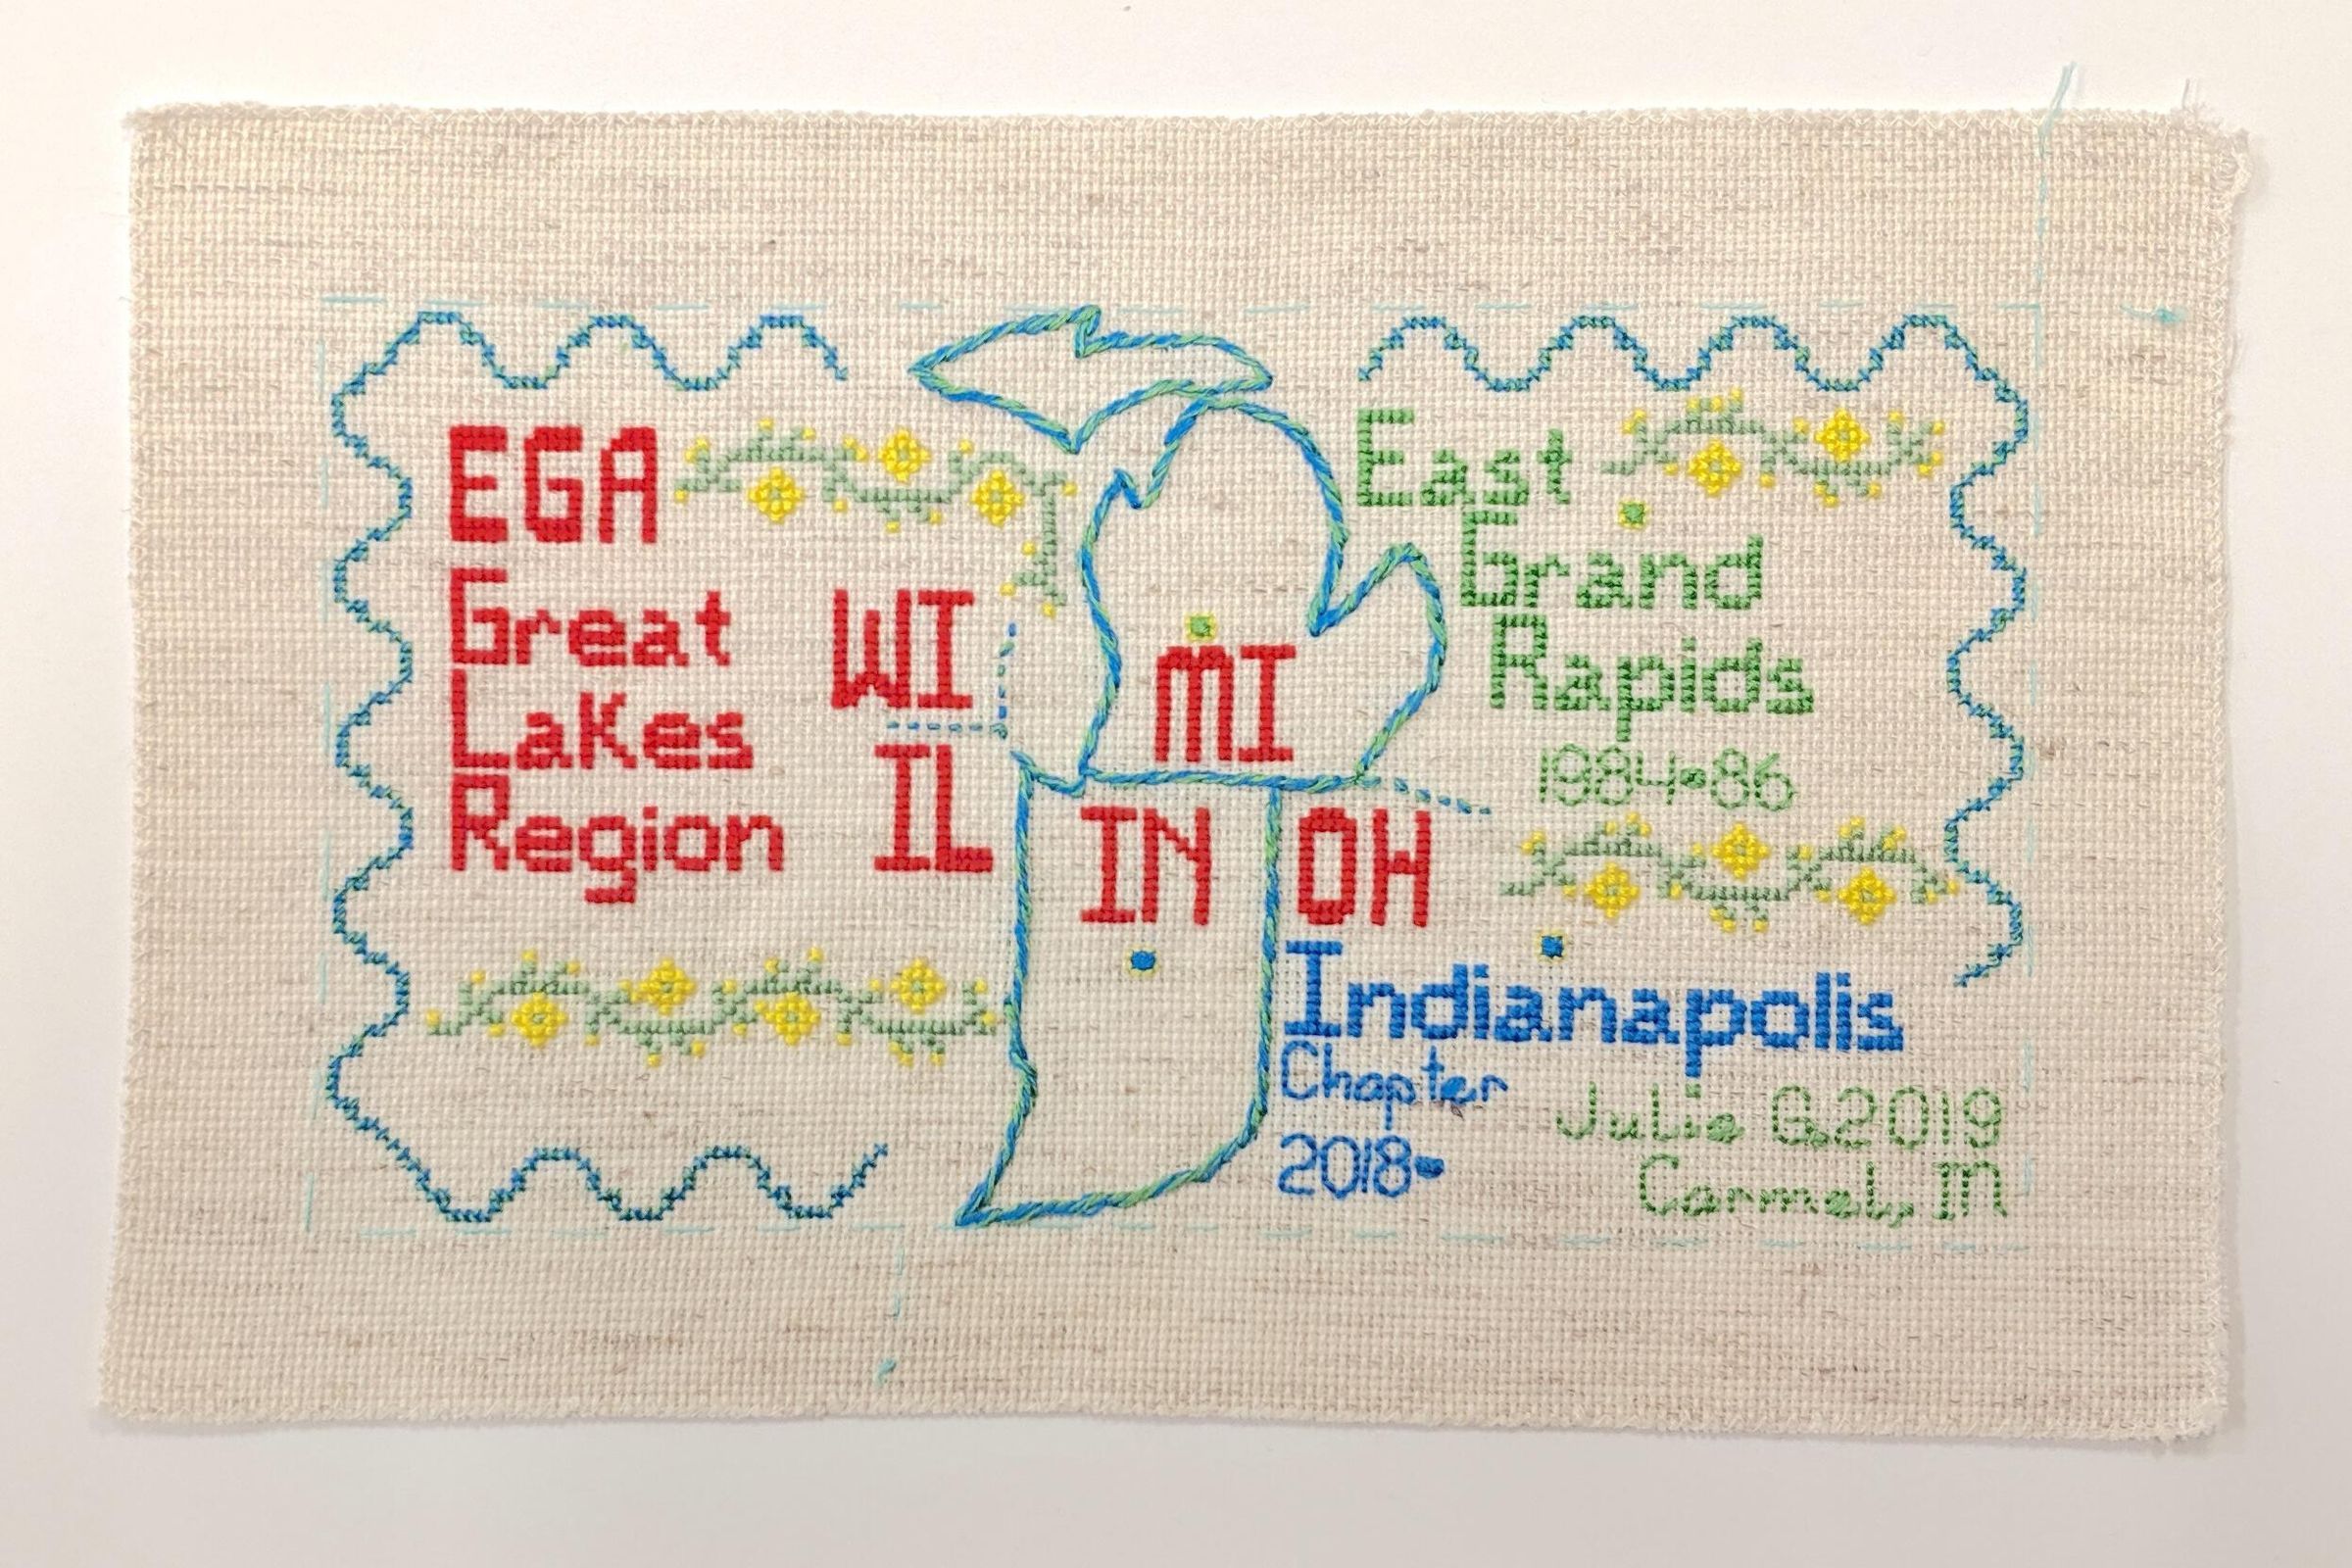 EGA
Great
Lakes
Region
WI
IL
MI
IN
OH
East
Grand
Rapids
1984-86
Indianapolis
Chapter
2018-
Julie G. 2019
Carmel, IN